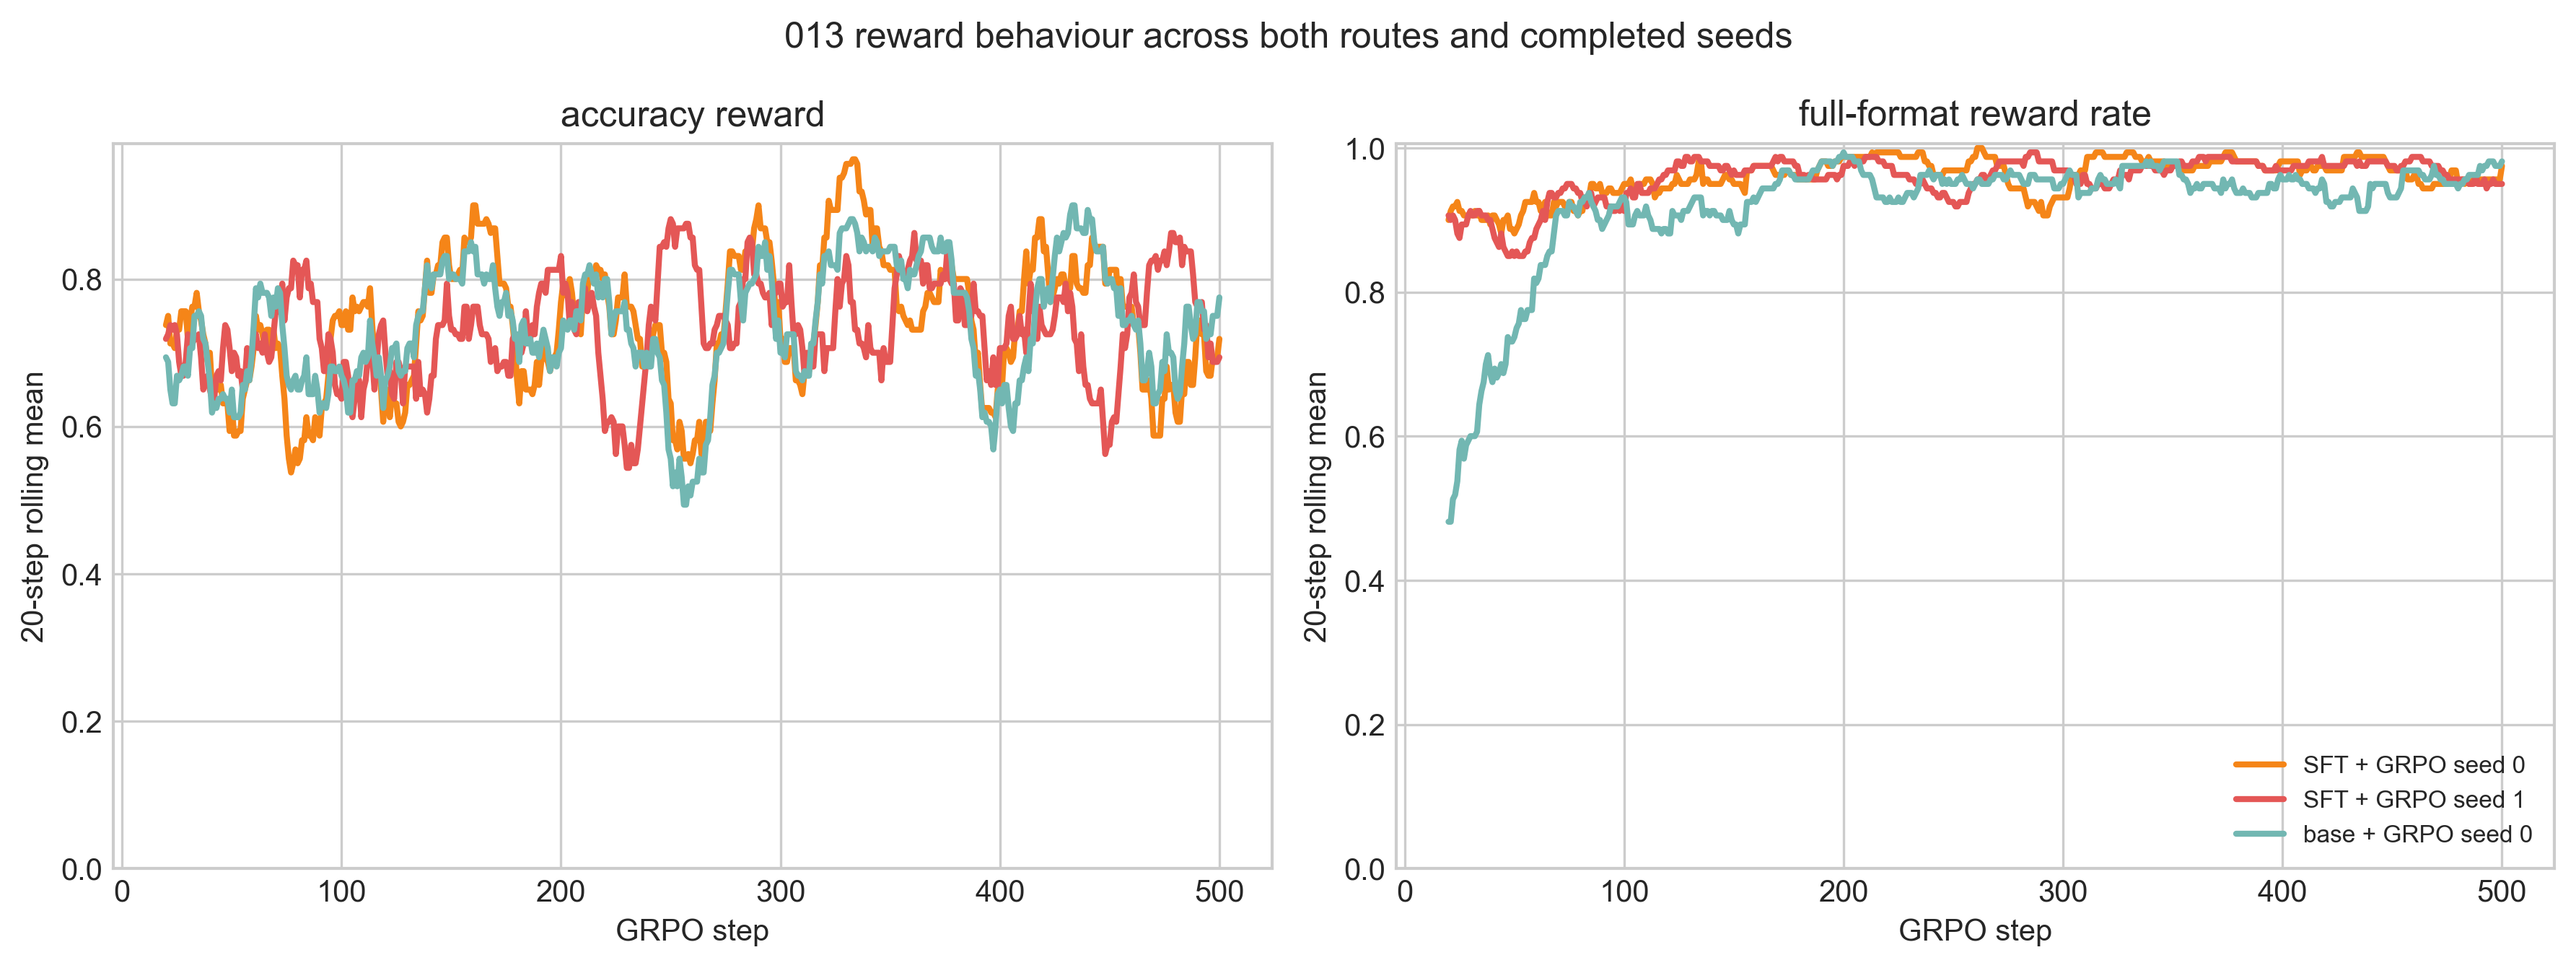 013 reward behaviour across both routes and completed seeds
accuracy reward
20-step rolling mean
0.8
0.6
0.4
0.2
0.0
0 100 200 300 400 500
GRPO step
full-format reward rate
20-step rolling mean
1.0
0.8
0.6
0.4
0.2
0.0
SFT + GRPO seed 0
SFT + GRPO seed 1
base + GRPO seed 0
0 100 200 300 400 500
GRPO step